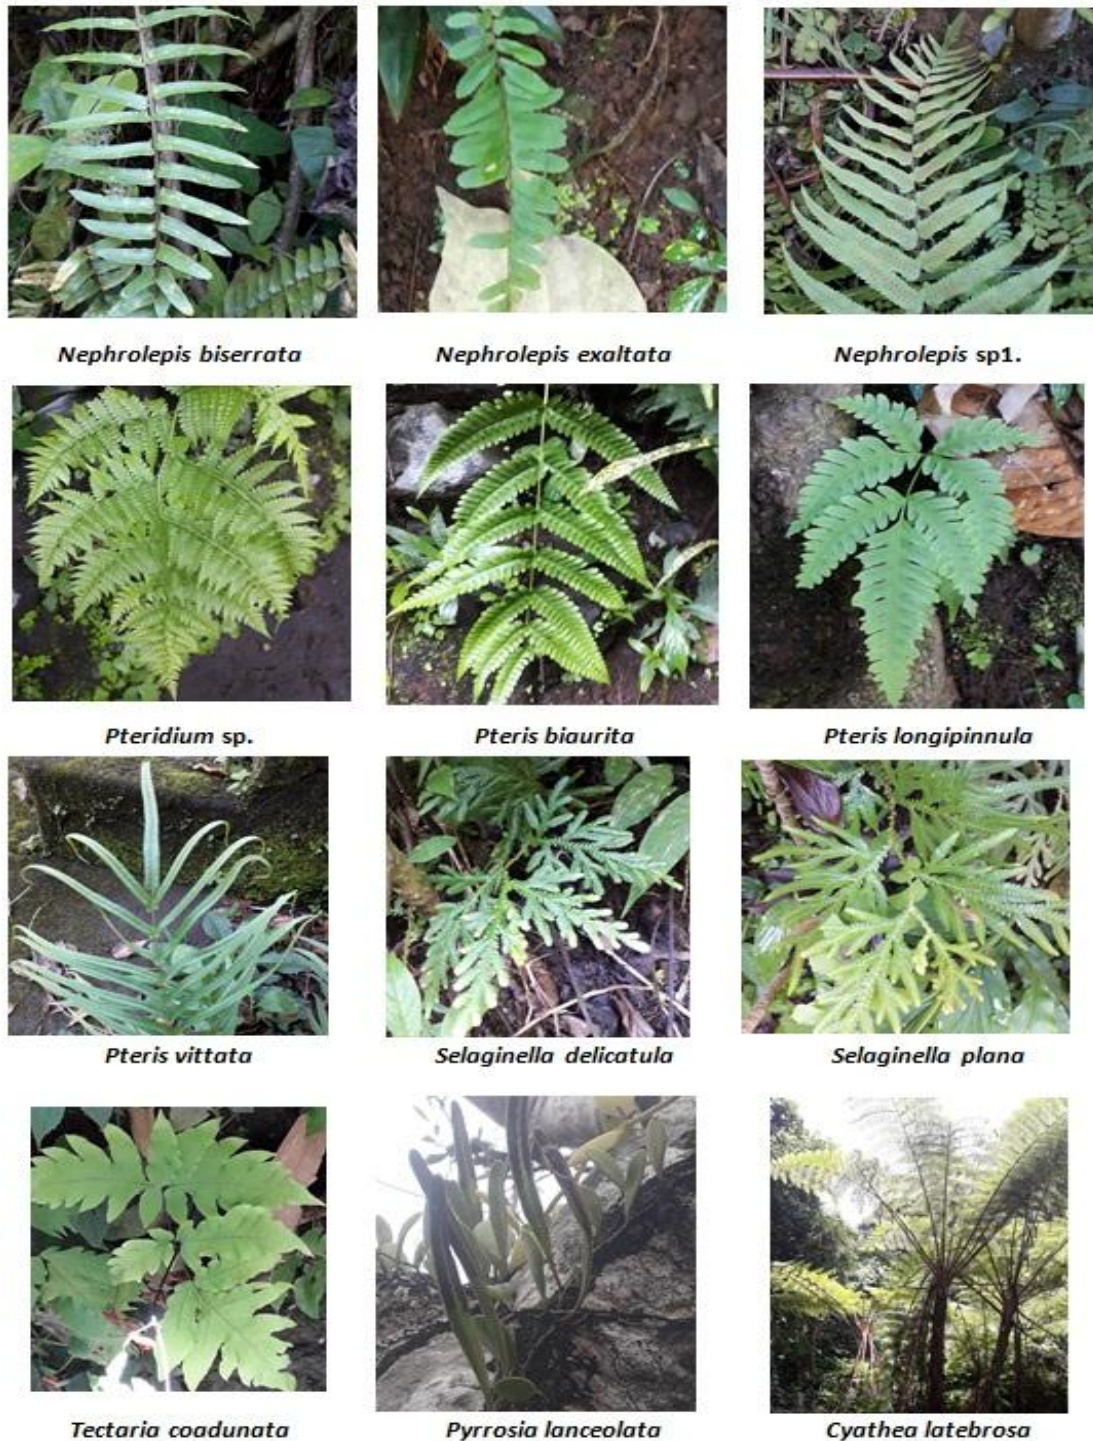 Nephrolepis biserrata
Nephrolepis exaltata
Nephrolepis sp1.
Pteridium sp.
Pteris biaurita
Pteris longipinnula
Pteris vittata
Selaginella delicatula
Selaginella plana
Tectaria coadunata
Pyrrosia lanceolata
Cyathea latebrosa